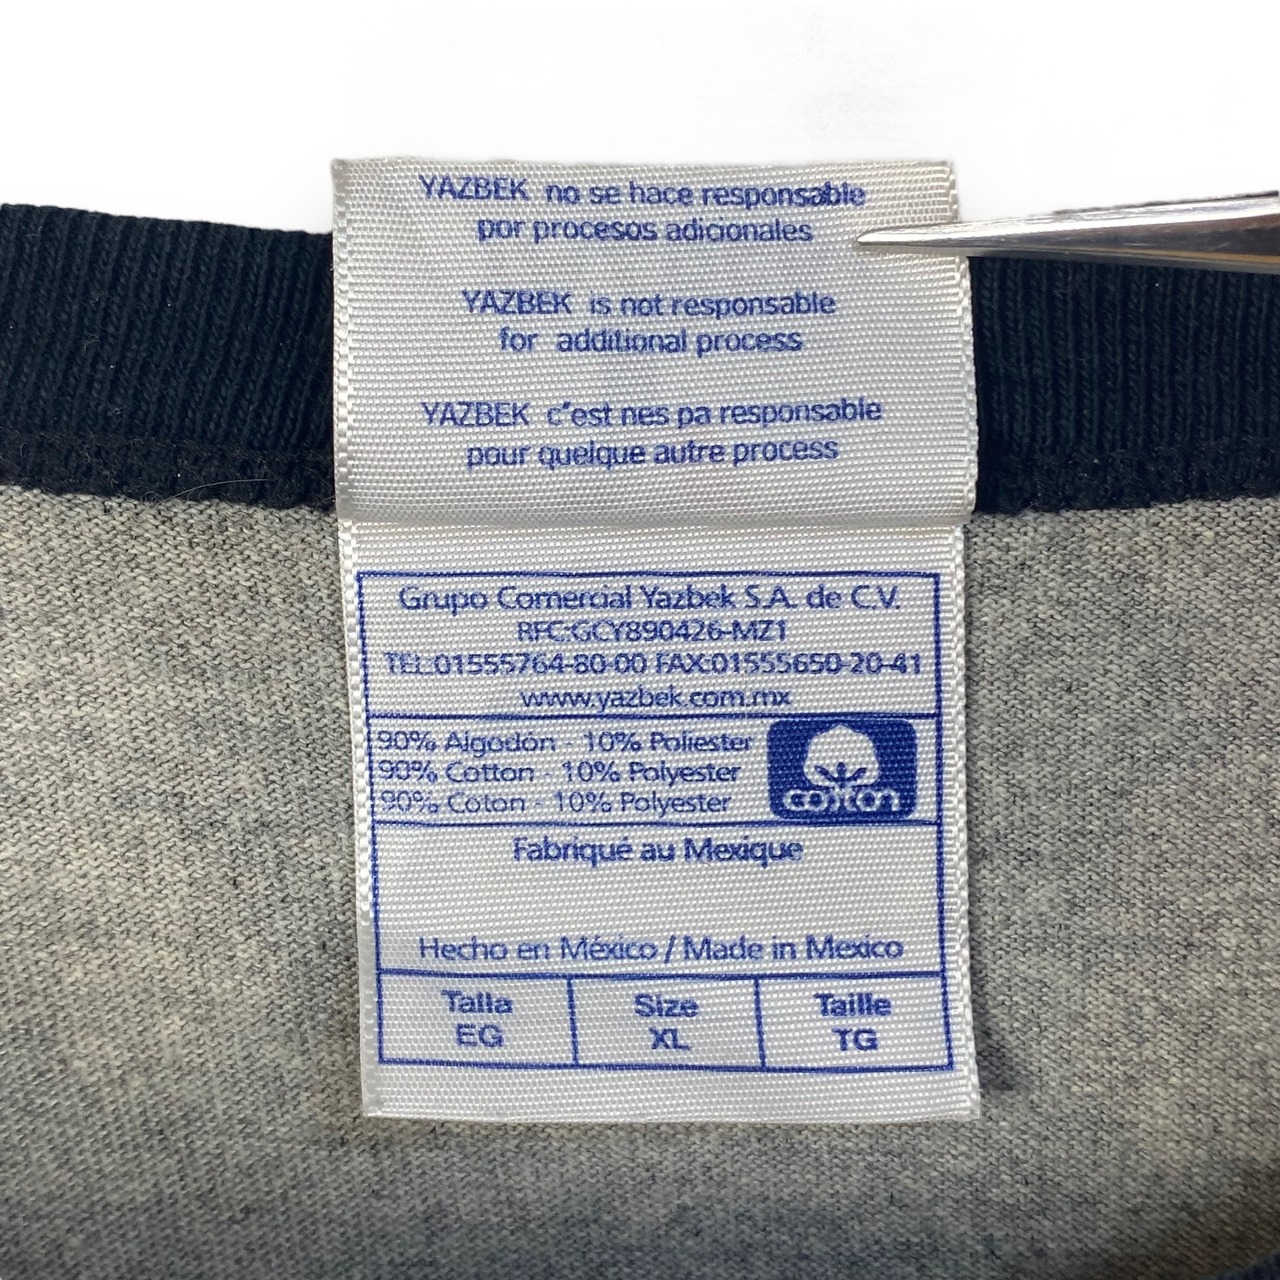 YAZBEK no se hace responsable
por procesos adicionales
YAZBEK is not responsable
for additional process
YAZBEK c'est nes pa responsable
pour quelque autre process
Grupo Comercial Yazbek S.A. de C.V.
RFC:GCY890426-MZ1
TEL:01555764-80-00 FAX:01555650-20-41
www.yazbek.com.mx
90% Algodón - 10% Poliester
90% Cotton - 10% Polyester
90% Coton - 10% Polyester
cotton
Fabriqué au Mexique
Hecho en México / Made in Mexico
Talla Size Taille
EG XL TG